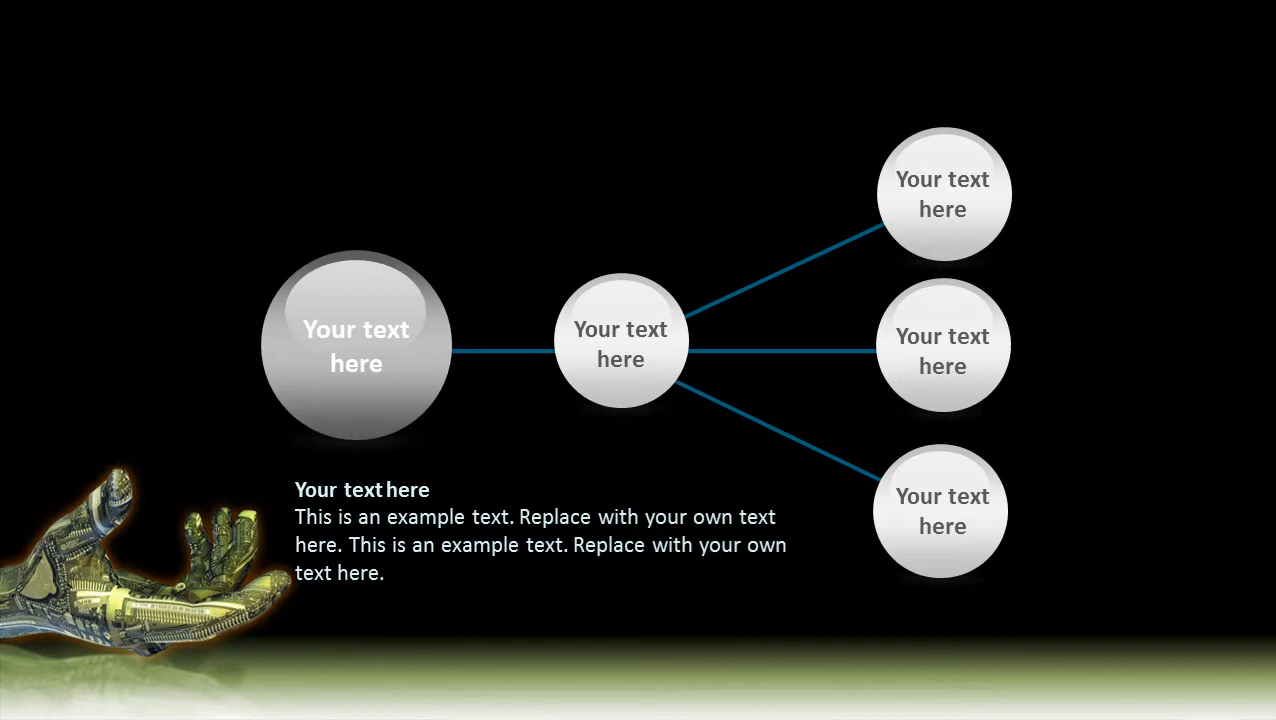 Your text
here
Your text
here
Your text
here
Your text
here
Your text
here
Your text here
This is an example text. Replace with your own text
here. This is an example text. Replace with your own
text here.